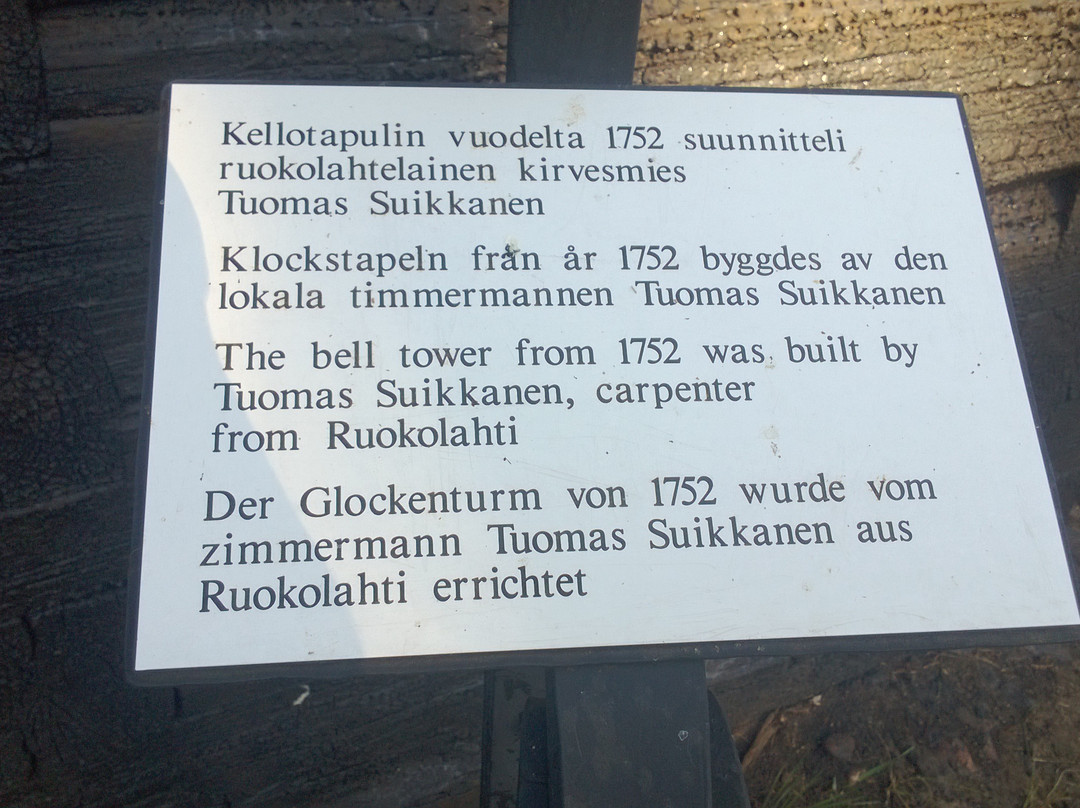 Kellotapulin vuodelta 1752 suunnitteli
ruokolahtelainen kirvesmies
Tuomas Suikkanen
Klockstapeln från år 1752 byggdes av den
lokala timmermannen Tuomas Suikkanen
The bell tower from 1752 was built by
Tuomas Suikkanen, carpenter
from Ruokolahti
Der Glockenturm von 1752 wurde vom
zimmermann Tuomas Suikkanen aus
Ruokolahti errichtet